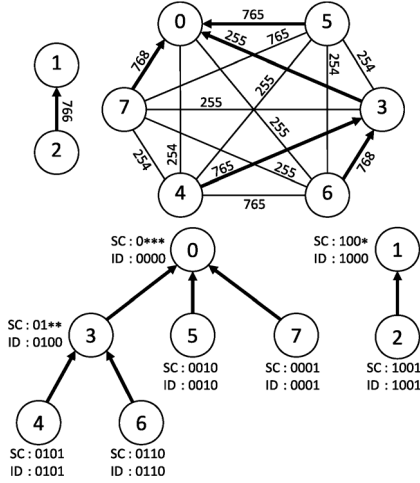 0
765
5
765
255
254
254
1
768
255
766
7
255
3
255
2
254
254
765
255
768
4
765
6
SC : 0***
ID : 0000
0
SC : 100*
ID : 1000
1
SC : 01**
ID : 0100
3
5
7
2
SC : 0010
ID : 0010
SC : 0001
ID : 0001
SC : 1001
ID : 1001
4
6
SC : 0101
ID : 0101
SC : 0110
ID : 0110